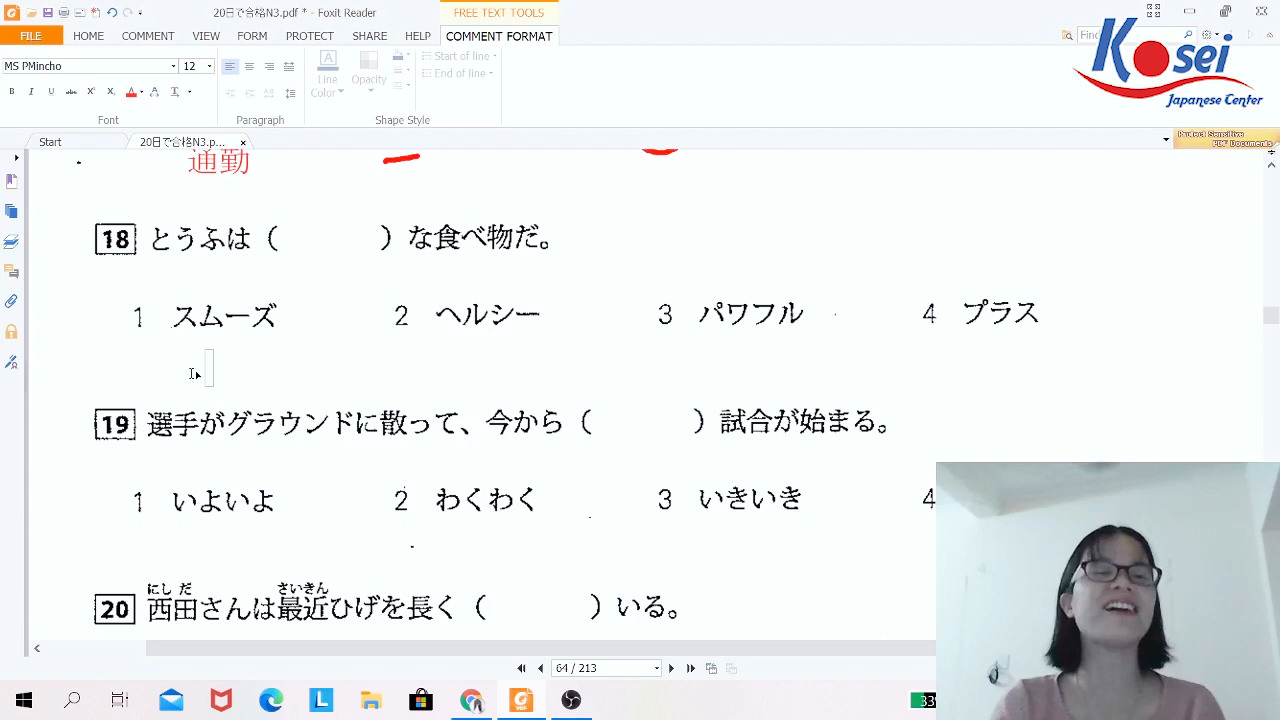 20日で合格N3.pdf * - Foxit Reader
FREE TEXT TOOLS
FILE HOME COMMENT VIEW FORM PROTECT SHARE HELP COMMENT FORMAT
Find
Kosei
Japanese Center
MS PMincho 12
Line Color
Opacity
Start of line
End of line
B I U
Font Paragraph Shape Style
Start 20日で合格N3.p...
Protect Sensitive
PDF Documents
通勤
18 とうふは（ ）な食べ物だ。
1 スムーズ 2 ヘルシー 3 パワフル 4 プラス
19 選手がグラウンドに散って、今から（ ）試合が始まる。
1 いよいよ 2 わくわく 3 いきいき 4
にしだ さいきん
20 西田さんは最近ひげを長く（ ）いる。
64 / 213
33%